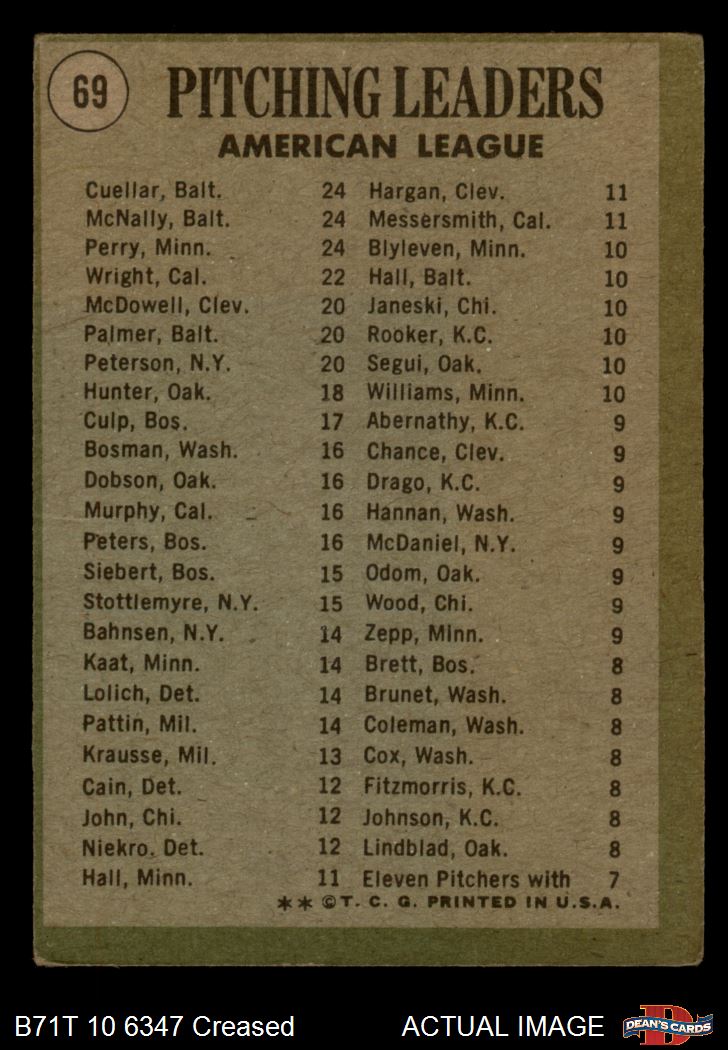 69
PITCHING LEADERS
AMERICAN LEAGUE
Cuellar, Balt. 24 Hargan, Clev. 11
McNally, Balt. 24 Messersmith, Cal. 11
Perry, Minn. 24 Blyleven, Minn. 10
Wright, Cal. 22 Hall, Balt. 10
McDowell, Clev. 20 Janeski, Chi. 10
Palmer, Balt. 20 Rooker, K.C. 10
Peterson, N.Y. 20 Segui, Oak. 10
Hunter, Oak. 18 Williams, Minn. 10
Culp, Bos. 17 Abernathy, K.C. 9
Bosman, Wash. 16 Chance, Clev. 9
Dobson, Oak. 16 Drago, K.C. 9
Murphy, Cal. 16 Hannan, Wash. 9
Peters, Bos. 16 McDaniel, N.Y. 9
Siebert, Bos. 15 Odom, Oak. 9
Stottlemyre, N.Y. 15 Wood, Chi. 9
Bahnsen, N.Y. 14 Zepp, Minn. 9
Kaat, Minn. 14 Brett, Bos. 8
Lolich, Det. 14 Brunet, Wash. 8
Pattin, Mil. 14 Coleman, Wash. 8
Krausse, Mil. 13 Cox, Wash. 8
Cain, Det. 12 Fitzmorris, K.C. 8
John, Chi. 12 Johnson, K.C. 8
Niekro. Det. 12 Lindblad, Oak. 8
Hall, Minn. 11 Eleven Pitchers with 7
** ©T. C. G. PRINTED IN U.S.A.
B71T 10 6347 Creased ACTUAL IMAGE D DEAN'S CARDS